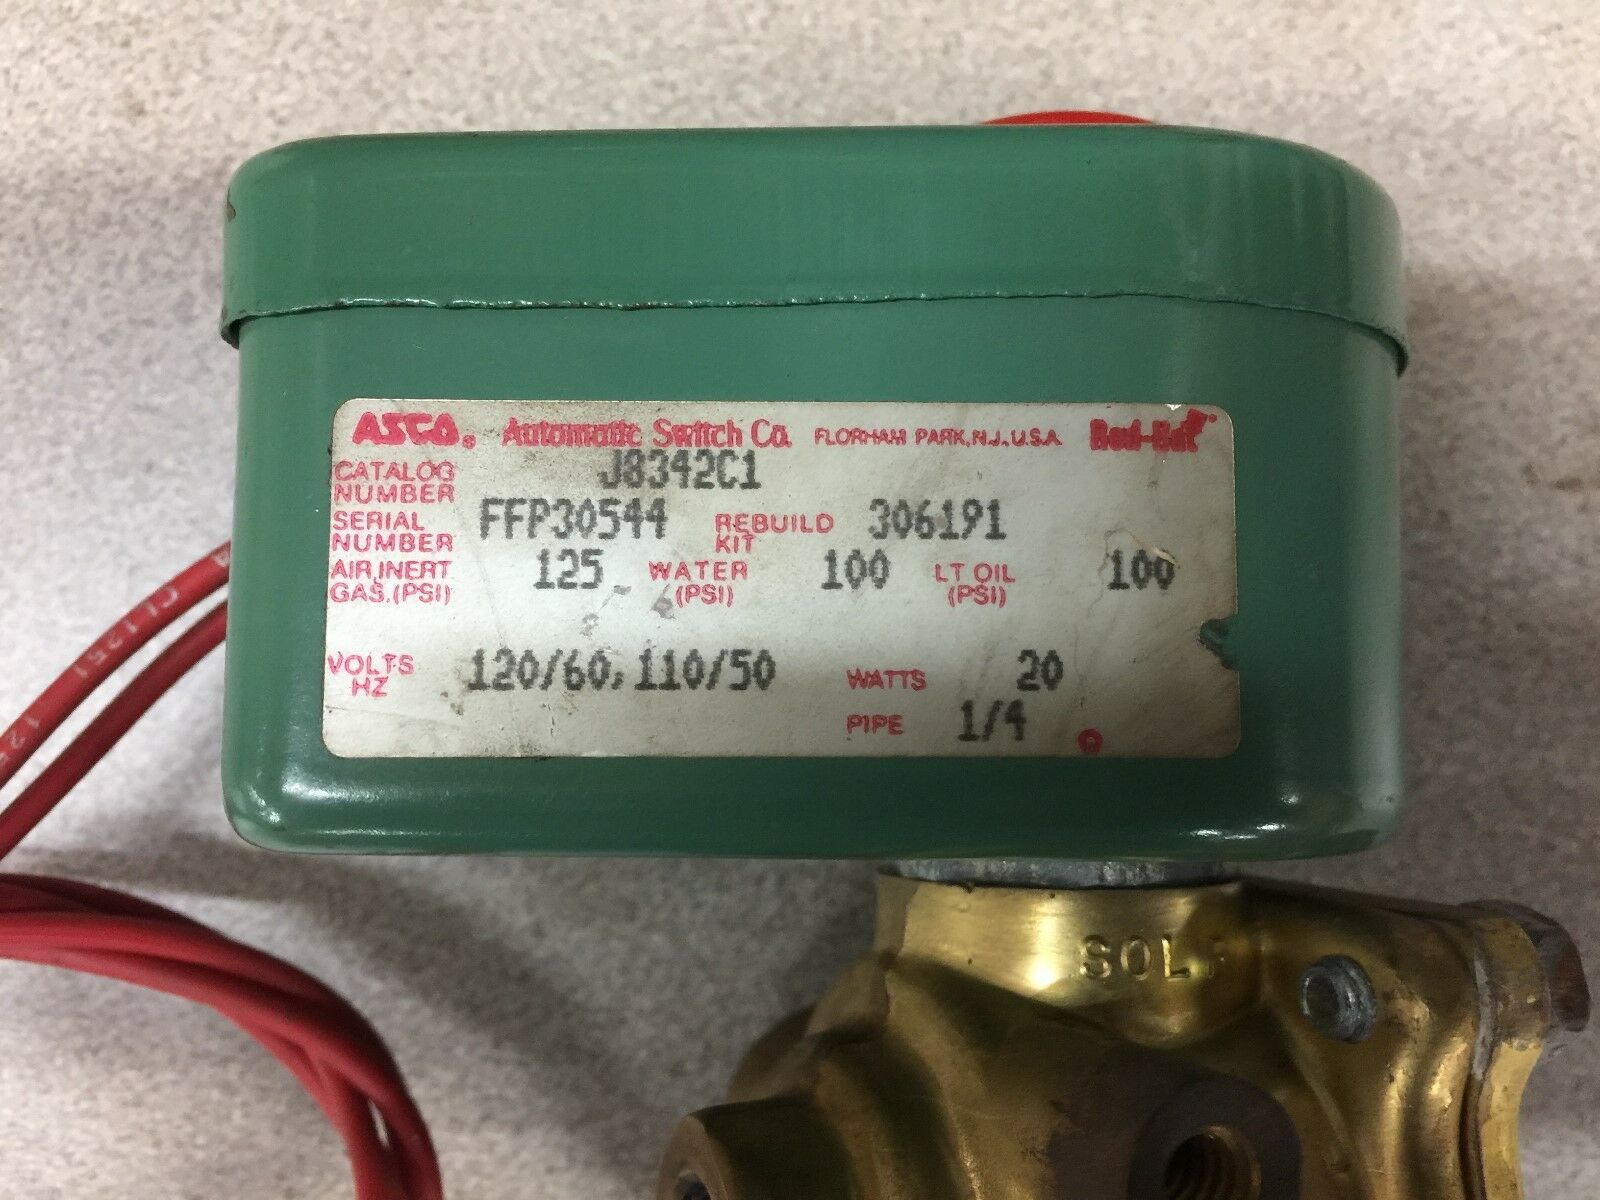 ASCO® Automatic Switch Co. FLORHAM PARK, N.J., U.S.A. Red-Hat
CATALOG NUMBER J8342C1
SERIAL NUMBER FFP30544 REBUILD KIT 306191
AIR, INERT GAS. (PSI) 125 WATER (PSI) 100 LT OIL (PSI) 100
VOLTS HZ 120/60, 110/50 WATTS 20
PIPE 1/4
SOL
CL 1251